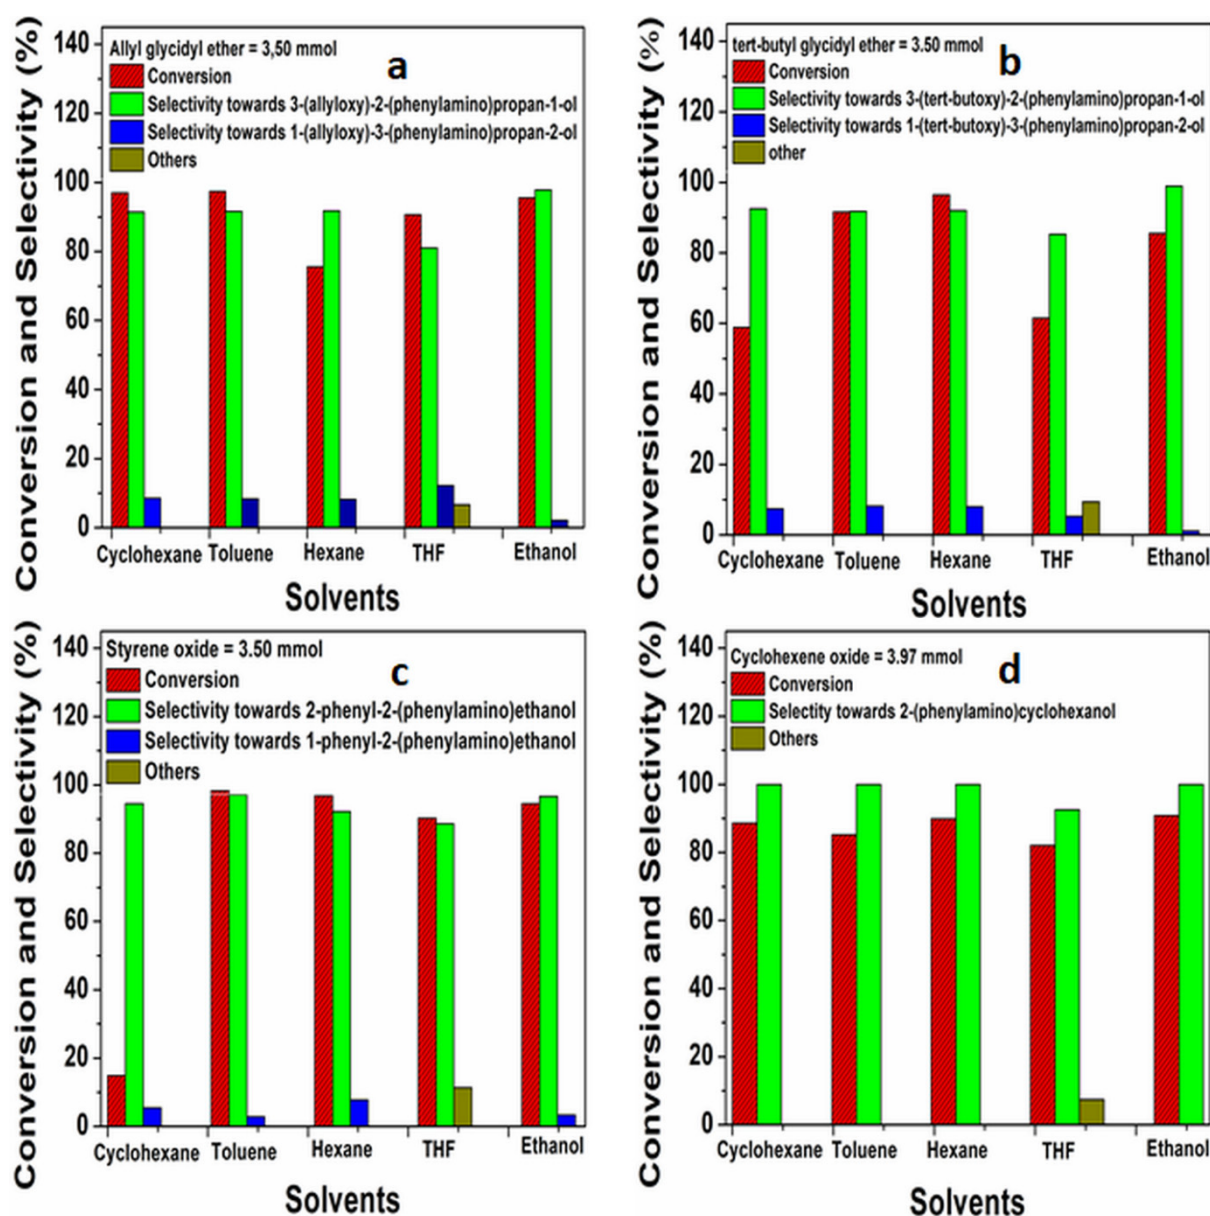 Conversion and Selectivity (%)
140
120
100
80
60
40
20
0
Allyl glycidyl ether = 3,50 mmol
a
Conversion
Selectivity towards 3-(allyloxy)-2-(phenylamino)propan-1-ol
Selectivity towards 1-(allyloxy)-3-(phenylamino)propan-2-ol
Others
Cyclohexane Toluene Hexane THF Ethanol
Solvents
Conversion and Selectivity (%)
140
120
100
80
60
40
20
0
tert-butyl glycidyl ether = 3.50 mmol
b
Conversion
Selectivity towards 3-(tert-butoxy)-2-(phenylamino)propan-1-ol
Selectivity towards 1-(tert-butoxy)-3-(phenylamino)propan-2-ol
other
Cyclohexane Toluene Hexane THF Ethanol
Solvents
Conversion and Selectivity (%)
140
120
100
80
60
40
20
0
Styrene oxide = 3.50 mmol
c
Conversion
Selectivity towards 2-phenyl-2-(phenylamino)ethanol
Selectivity towards 1-phenyl-2-(phenylamino)ethanol
Others
Cyclohexane Toluene Hexane THF Ethanol
Solvents
Conversion and Selectivity (%)
140
120
100
80
60
40
20
0
Cyclohexene oxide = 3.97 mmol
d
Conversion
Selectity towards 2-(phenylamino)cyclohexanol
Others
Cyclohexane Toluene Hexane THF Ethanol
Solvents